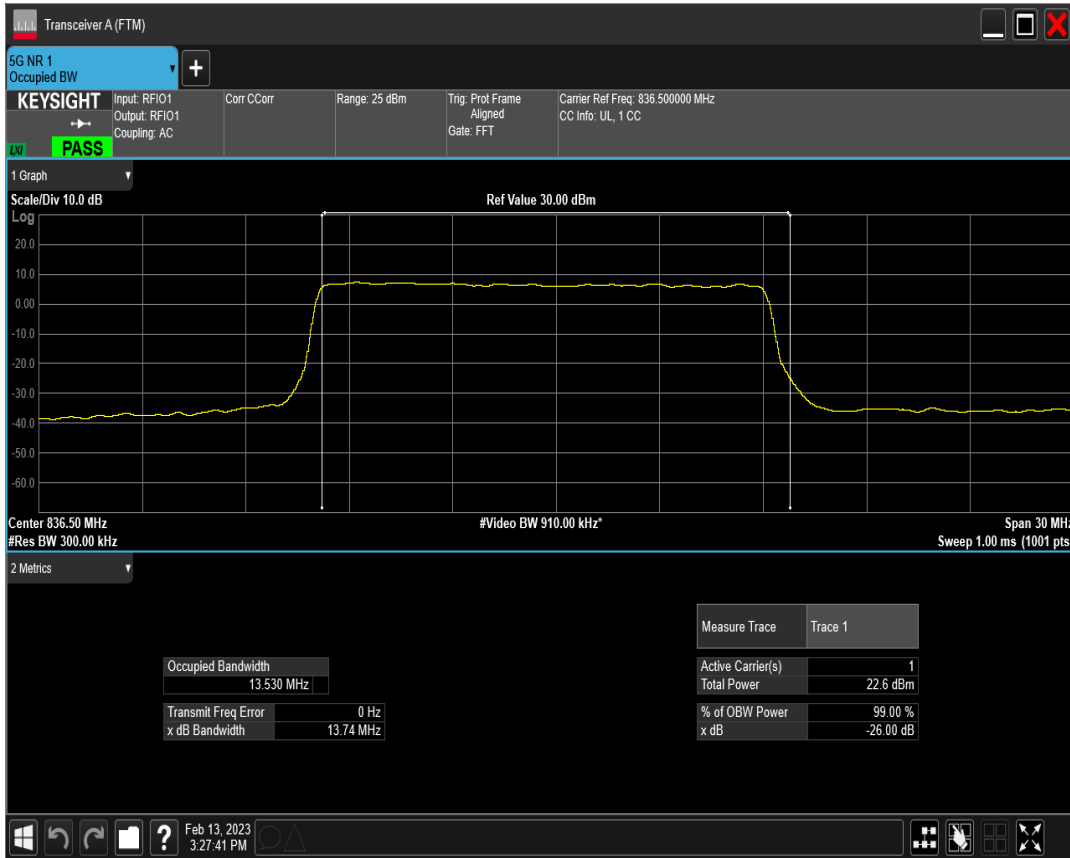 Transceiver A (FTM)
5G NR 1
Occupied BW
+
KEYSIGHT
LXI
PASS
Input: RFIO1
Output: RFIO1
Coupling: AC
Corr CCorr
Range: 25 dBm
Trig: Prot Frame
Aligned
Gate: FFT
Carrier Ref Freq: 836.500000 MHz
CC Info: UL, 1 CC
1 Graph
Scale/Div 10.0 dB
Ref Value 30.00 dBm
Log
20.0
10.0
0.00
-10.0
-20.0
-30.0
-40.0
-50.0
-60.0
Center 836.50 MHz
#Video BW 910.00 kHz*
Span 30 MHz
#Res BW 300.00 kHz
Sweep 1.00 ms (1001 pts
2 Metrics
Measure Trace Trace 1
Occupied Bandwidth
13.530 MHz
Active Carrier(s) 1
Total Power 22.6 dBm
Transmit Freq Error 0 Hz
x dB Bandwidth 13.74 MHz
% of OBW Power 99.00 %
x dB -26.00 dB
?
Feb 13, 2023
3:27:41 PM